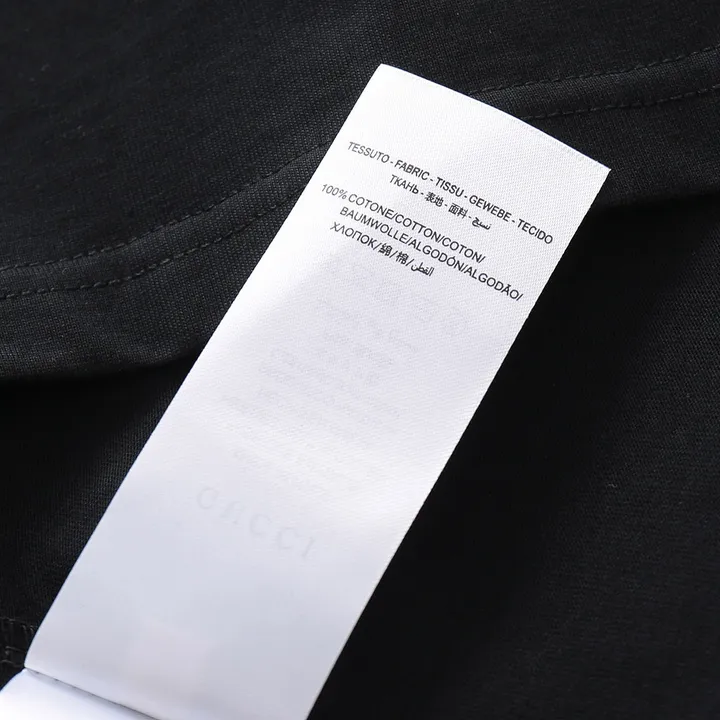 TESSUTO - FABRIC - TISSU - GEWEBE - TECIDO
ТКАНЬ - 表地 - 面料 - نسيج
100% COTONE/COTTON/COTON/
BAUMWOLLE/ALGODÓN/ALGODÃO/
ХЛОПОК/綿/棉/القطن
GUCCI